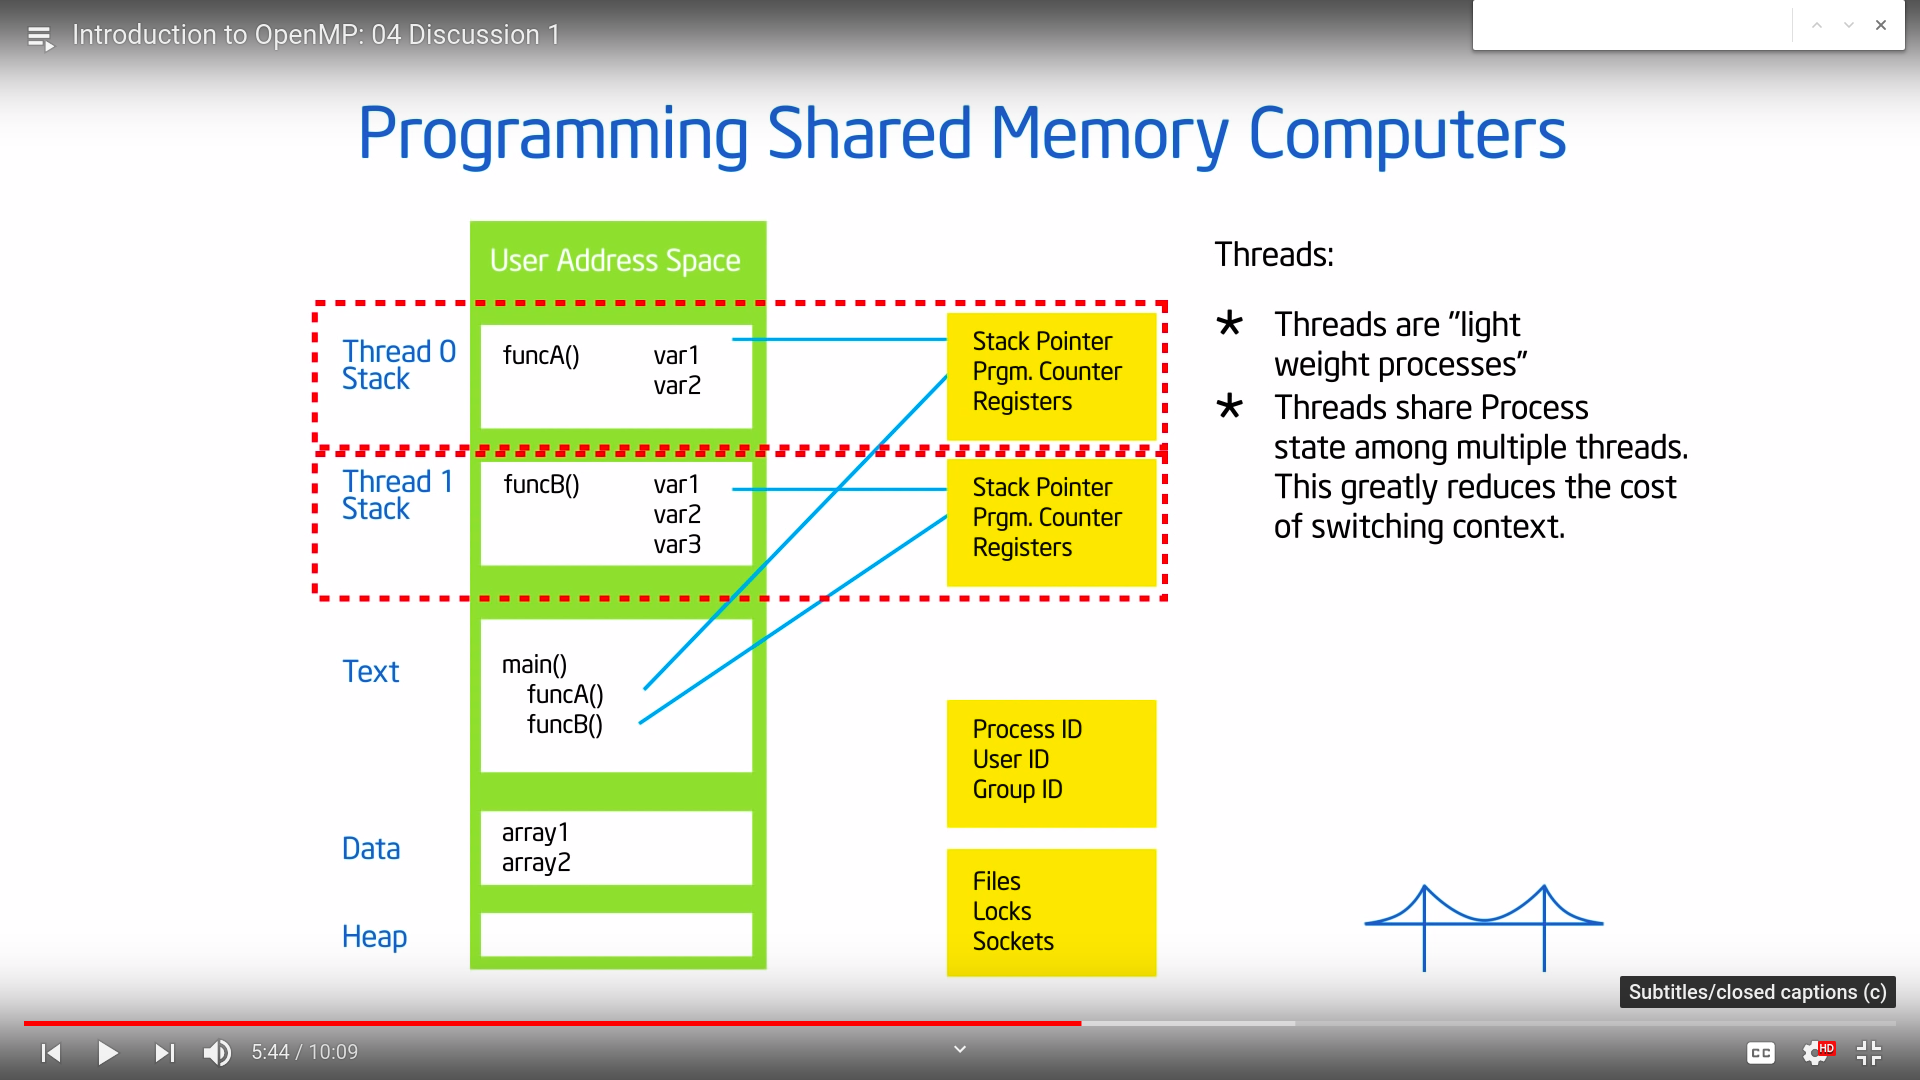 Introduction to OpenMP: 04 Discussion 1
Programming Shared Memory Computers
User Address Space
Thread 0
Stack
funcA()
var1
var2
Stack Pointer
Prgm. Counter
Registers
Thread 1
Stack
funcB()
var1
var2
var3
Stack Pointer
Prgm. Counter
Registers
Text
main()
funcA()
funcB()
Data
array1
array2
Heap
Process ID
User ID
Group ID
Files
Locks
Sockets
Threads:
* Threads are "light
weight processes"
* Threads share Process
state among multiple threads.
This greatly reduces the cost
of switching context.
Subtitles/closed captions (c)
5:44 / 10:09
CC
HD